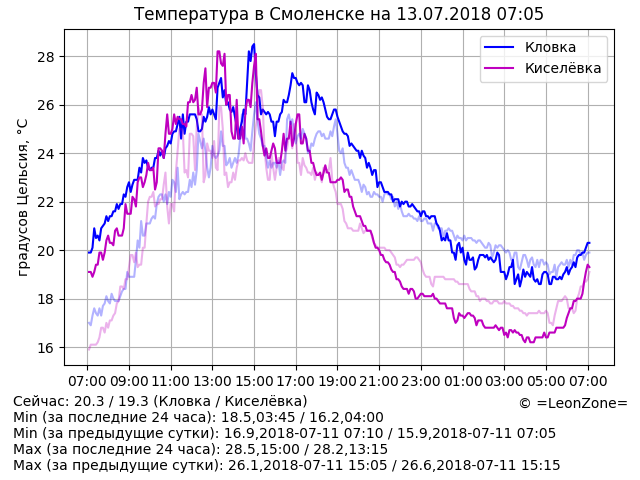 Температура в Смоленске на 13.07.2018 07:05
Кловка
Киселёвка
градусов Цельсия, °C
28
26
24
22
20
18
16
07:00 09:00 11:00 13:00 15:00 17:00 19:00 21:00 23:00 01:00 03:00 05:00 07:00
Сейчас: 20.3 / 19.3 (Кловка / Киселёвка)
© =LeonZone=
Min (за последние 24 часа): 18.5,03:45 / 16.2,04:00
Min (за предыдущие сутки): 16.9,2018-07-11 07:10 / 15.9,2018-07-11 07:05
Max (за последние 24 часа): 28.5,15:00 / 28.2,13:15
Max (за предыдущие сутки): 26.1,2018-07-11 15:05 / 26.6,2018-07-11 15:15